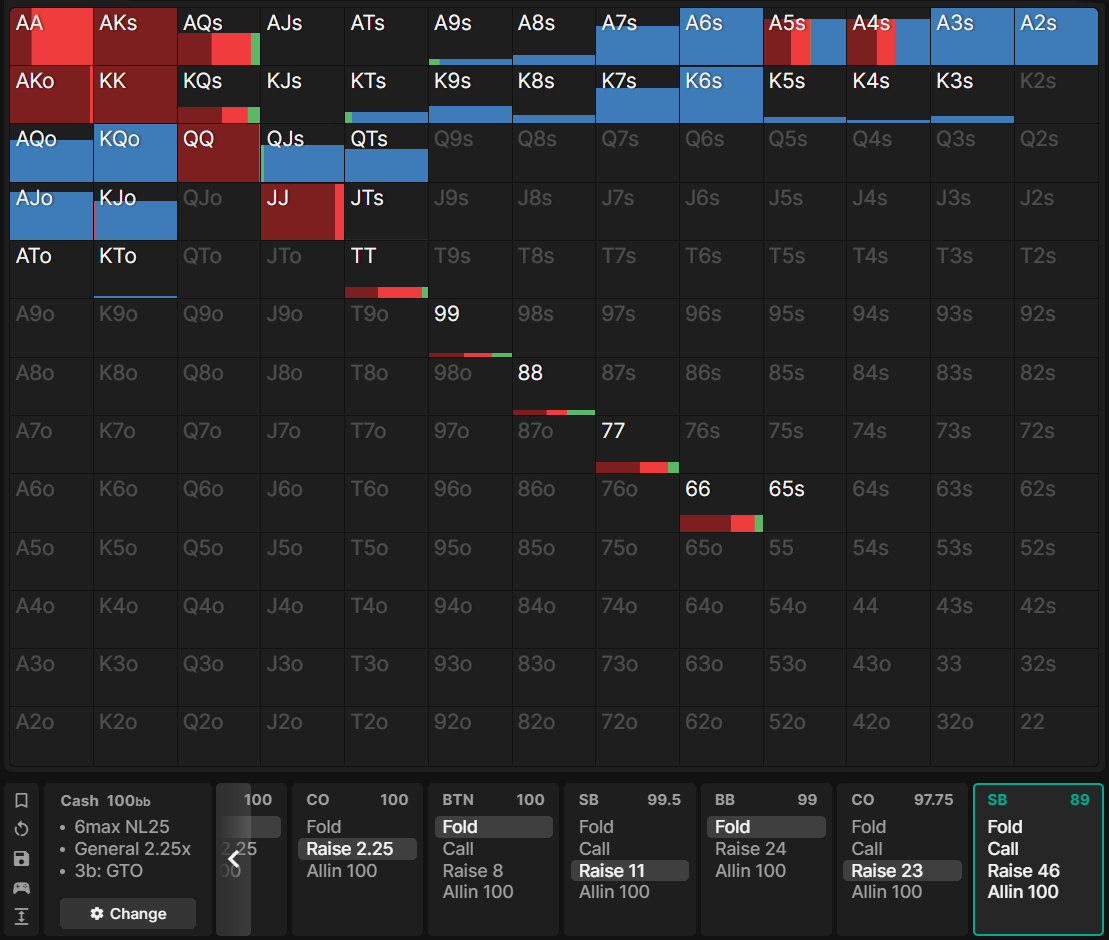 AA AKs AQs AJs ATs A9s A8s A7s A6s A5s A4s A3s A2s
AKo KK KQs KJs KTs K9s K8s K7s K6s K5s K4s K3s K2s
AQo KQo QQ QJs QTs Q9s Q8s Q7s Q6s Q5s Q4s Q3s Q2s
AJo KJo QJo JJ JTs J9s J8s J7s J6s J5s J4s J3s J2s
ATo KTo QTo JTo TT T9s T8s T7s T6s T5s T4s T3s T2s
A9o K9o Q9o J9o T9o 99 98s 97s 96s 95s 94s 93s 92s
A8o K8o Q8o J8o T8o 98o 88 87s 86s 85s 84s 83s 82s
A7o K7o Q7o J7o T7o 97o 87o 77 76s 75s 74s 73s 72s
A6o K6o Q6o J6o T6o 96o 86o 76o 66 65s 64s 63s 62s
A5o K5o Q5o J5o T5o 95o 85o 75o 65o 55 54s 53s 52s
A4o K4o Q4o J4o T4o 94o 84o 74o 64o 54o 44 43s 42s
A3o K3o Q3o J3o T3o 93o 83o 73o 63o 53o 43o 33 32s
A2o K2o Q2o J2o T2o 92o 82o 72o 62o 52o 42o 32o 22
Cash 100bb
• 6max NL25
• General 2.25x
• 3b: GTO
Change
100
2.25
00
CO 100
Fold
Raise 2.25
Allin 100
BTN 100
Fold
Call
Raise 8
Allin 100
SB 99.5
Fold
Call
Raise 11
Allin 100
BB 99
Fold
Raise 24
Allin 100
CO 97.75
Fold
Call
Raise 23
Allin 100
SB 89
Fold
Call
Raise 46
Allin 100